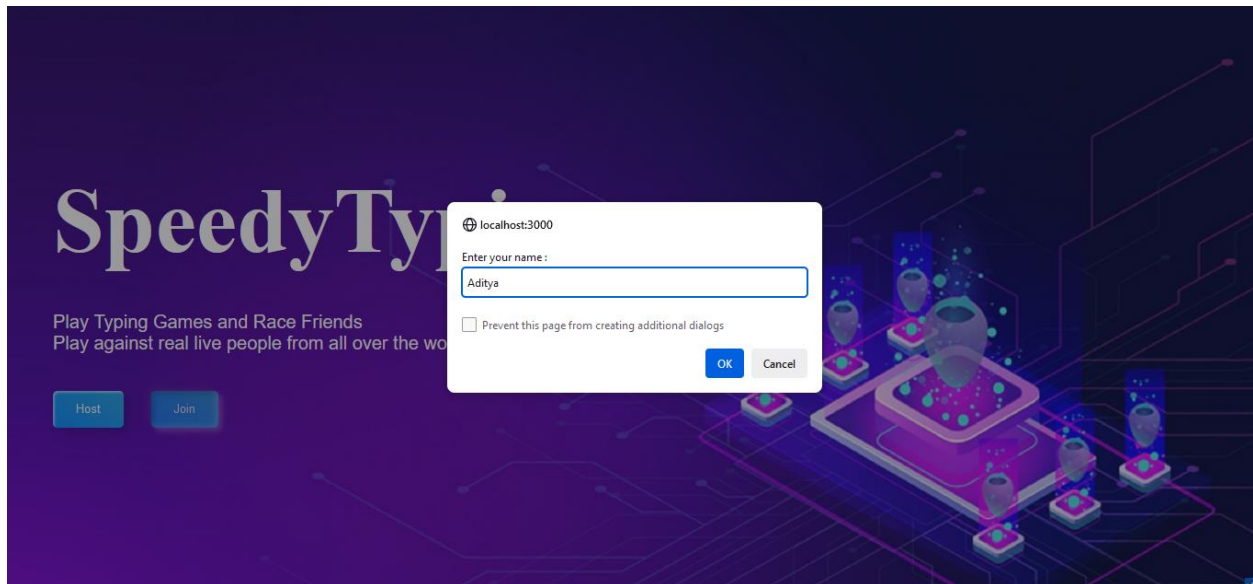 SpeedyTypi
localhost:3000
Enter your name :
Aditya
Play Typing Games and Race Friends
Prevent this page from creating additional dialogs
Play against real live people from all over the wo
OK
Cancel
Host
Join